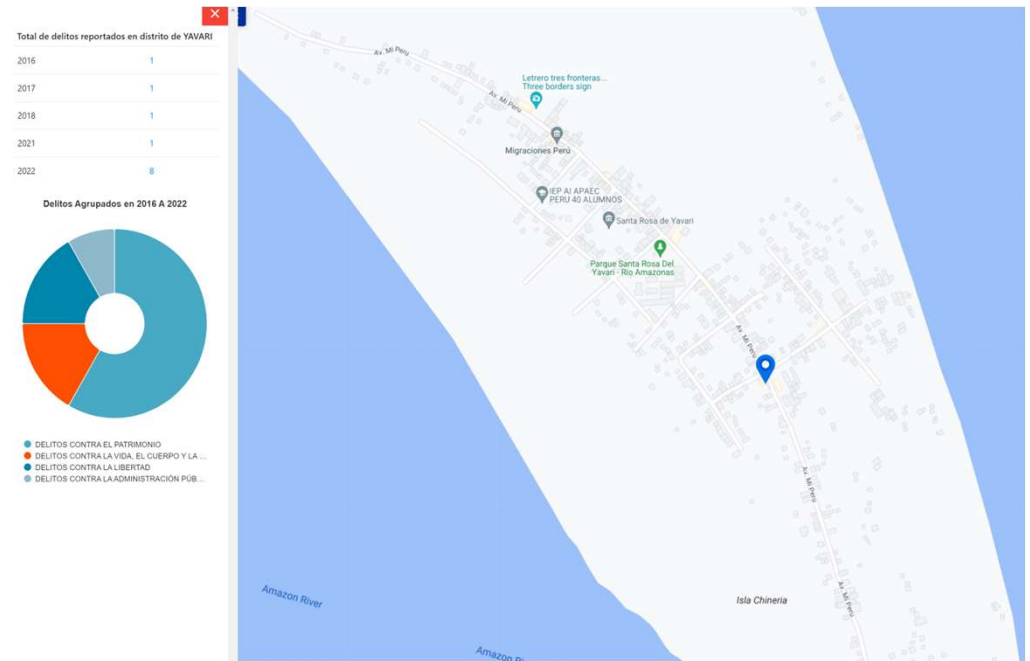 Total de delitos reportados en distrito de YAVARI
2016 1
2017 1
2018 1
2021 1
2022 8
Delitos Agrupados en 2016 A 2022
DELITOS CONTRA EL PATRIMONIO
DELITOS CONTRA LA VIDA, EL CUERPO Y LA ...
DELITOS CONTRA LA LIBERTAD
DELITOS CONTRA LA ADMINISTRACIÓN PÚB...
Av. Mi Peru
Letrero tres fronteras...
Three borders sign
Av. Mi Peru
Migraciones Perú
IEP AI APAEC
PERU 40 ALUMNOS
Santa Rosa de Yavari
Parque Santa Rosa Del
Yavari - Rio Amazonas
Av. Mi Peru
Av. Mi Peru
Amazon River
Isla Chineria
Av. Mi Peru
Amazon